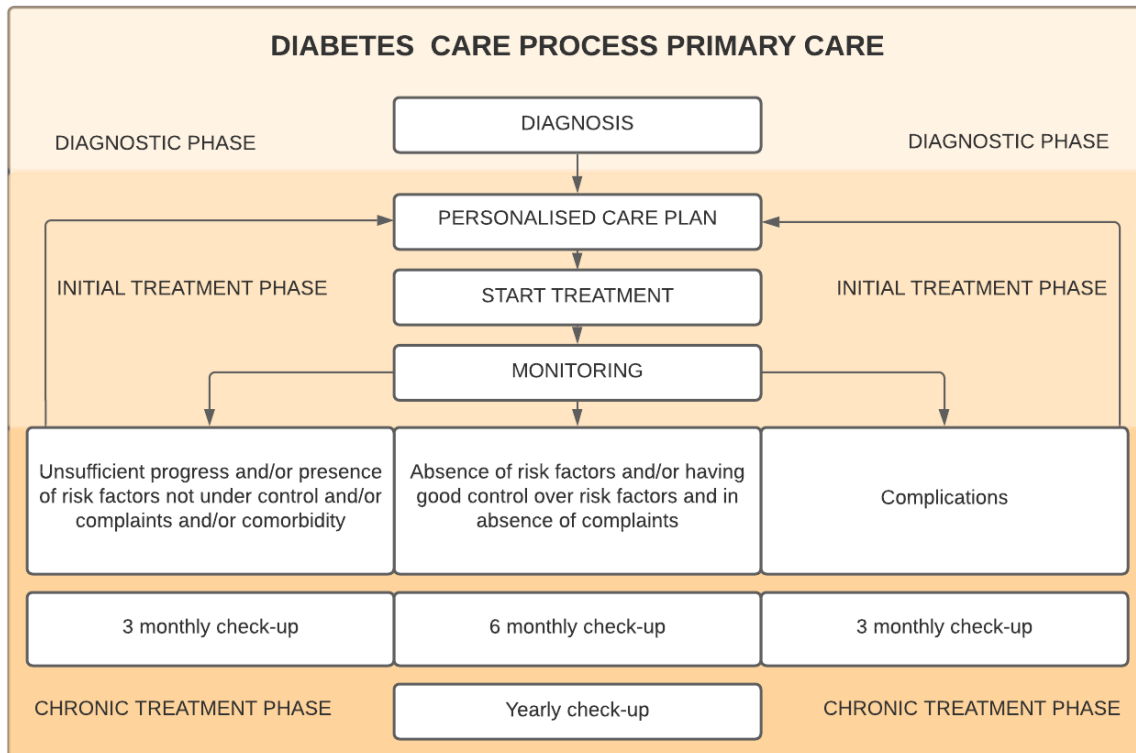 DIABETES CARE PROCESS PRIMARY CARE
DIAGNOSIS
DIAGNOSTIC PHASE
DIAGNOSTIC PHASE
PERSONALISED CARE PLAN
INITIAL TREATMENT PHASE
START TREATMENT
INITIAL TREATMENT PHASE
MONITORING
Unsufficient progress and/or presence
of risk factors not under control and/or
complaints and/or comorbidity
Absence of risk factors and/or having
good control over risk factors and in
absence of complaints
Complications
3 monthly check-up
6 monthly check-up
3 monthly check-up
CHRONIC TREATMENT PHASE
Yearly check-up
CHRONIC TREATMENT PHASE